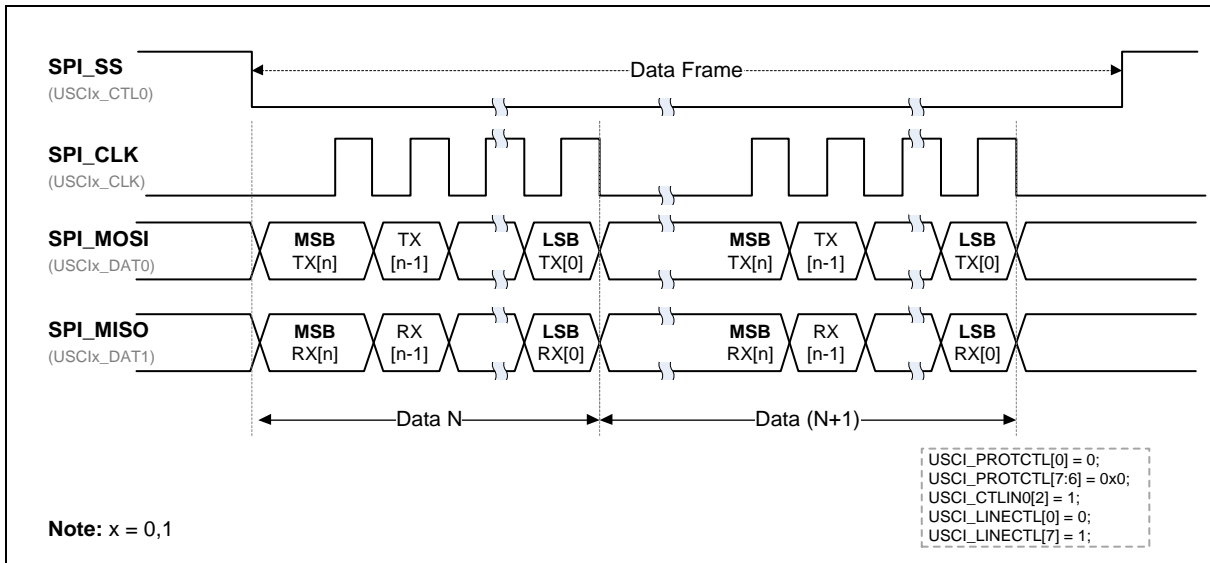 SPI_SS
(USCIx_CTL0)
Data Frame
SPI_CLK
(USCIx_CLK)
SPI_MOSI
(USCIx_DAT0)
MSB
TX[n]
TX
[n-1]
LSB
TX[0]
MSB
TX[n]
TX
[n-1]
LSB
TX[0]
SPI_MISO
(USCIx_DAT1)
MSB
RX[n]
RX
[n-1]
LSB
RX[0]
MSB
RX[n]
RX
[n-1]
LSB
RX[0]
Data N
Data (N+1)
USCI_PROTCTL[0] = 0;
USCI_PROTCTL[7:6] = 0x0;
USCI_CTLIN0[2] = 1;
USCI_LINECTL[0] = 0;
USCI_LINECTL[7] = 1;
Note: x = 0,1